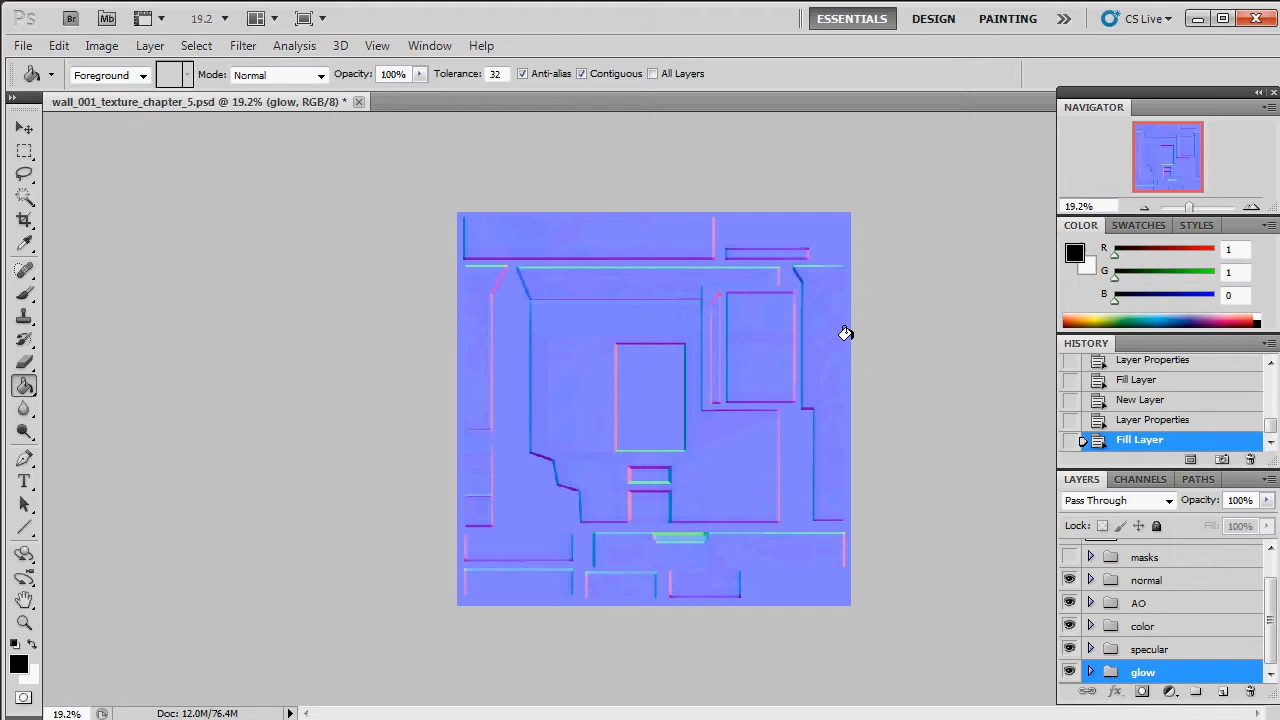 Ps Br Mb 19.2 ESSENTIALS DESIGN PAINTING CS Live
File Edit Image Layer Select Filter Analysis 3D View Window Help
Foreground Mode: Normal Opacity: 100% Tolerance: 32 Anti-alias Contiguous All Layers
wall_001_texture_chapter_5.psd @ 19.2% (glow, RGB/8) *
NAVIGATOR
19.2%
COLOR SWATCHES STYLES
R 1
G 1
B 0
HISTORY
Layer Properties
Fill Layer
New Layer
Layer Properties
Fill Layer
LAYERS CHANNELS PATHS
Pass Through Opacity: 100%
Lock: Fill: 100%
masks
normal
AO
color
specular
glow
fx
T
19.2% Doc: 12.0M/76.4M